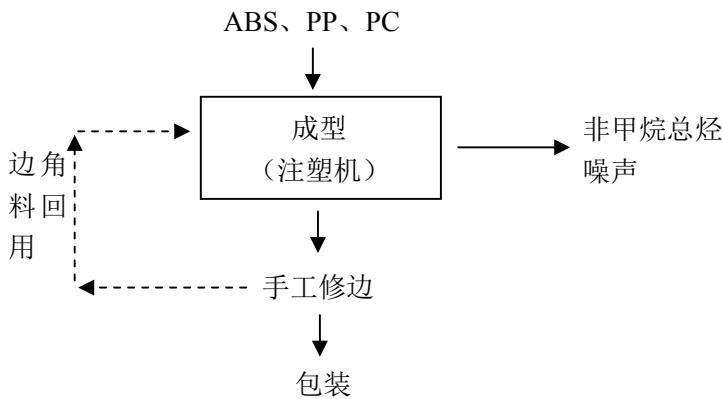 ABS、PP、PC
成型
（注塑机）
非甲烷总烃
噪声
边角
料回
用
手工修边
包装